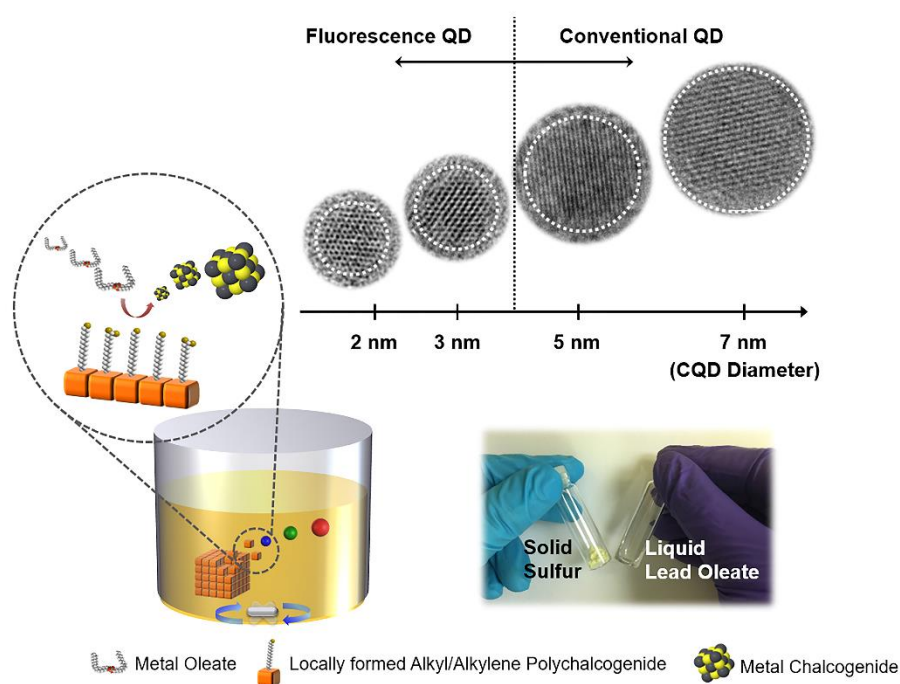 Fluorescence QD
Conventional QD
2 nm
3 nm
5 nm
7 nm
(CQD Diameter)
Solid
Sulfur
Liquid
Lead Oleate
Metal Oleate
Locally formed Alkyl/Alkylene Polychalcogenide
Metal Chalcogenide